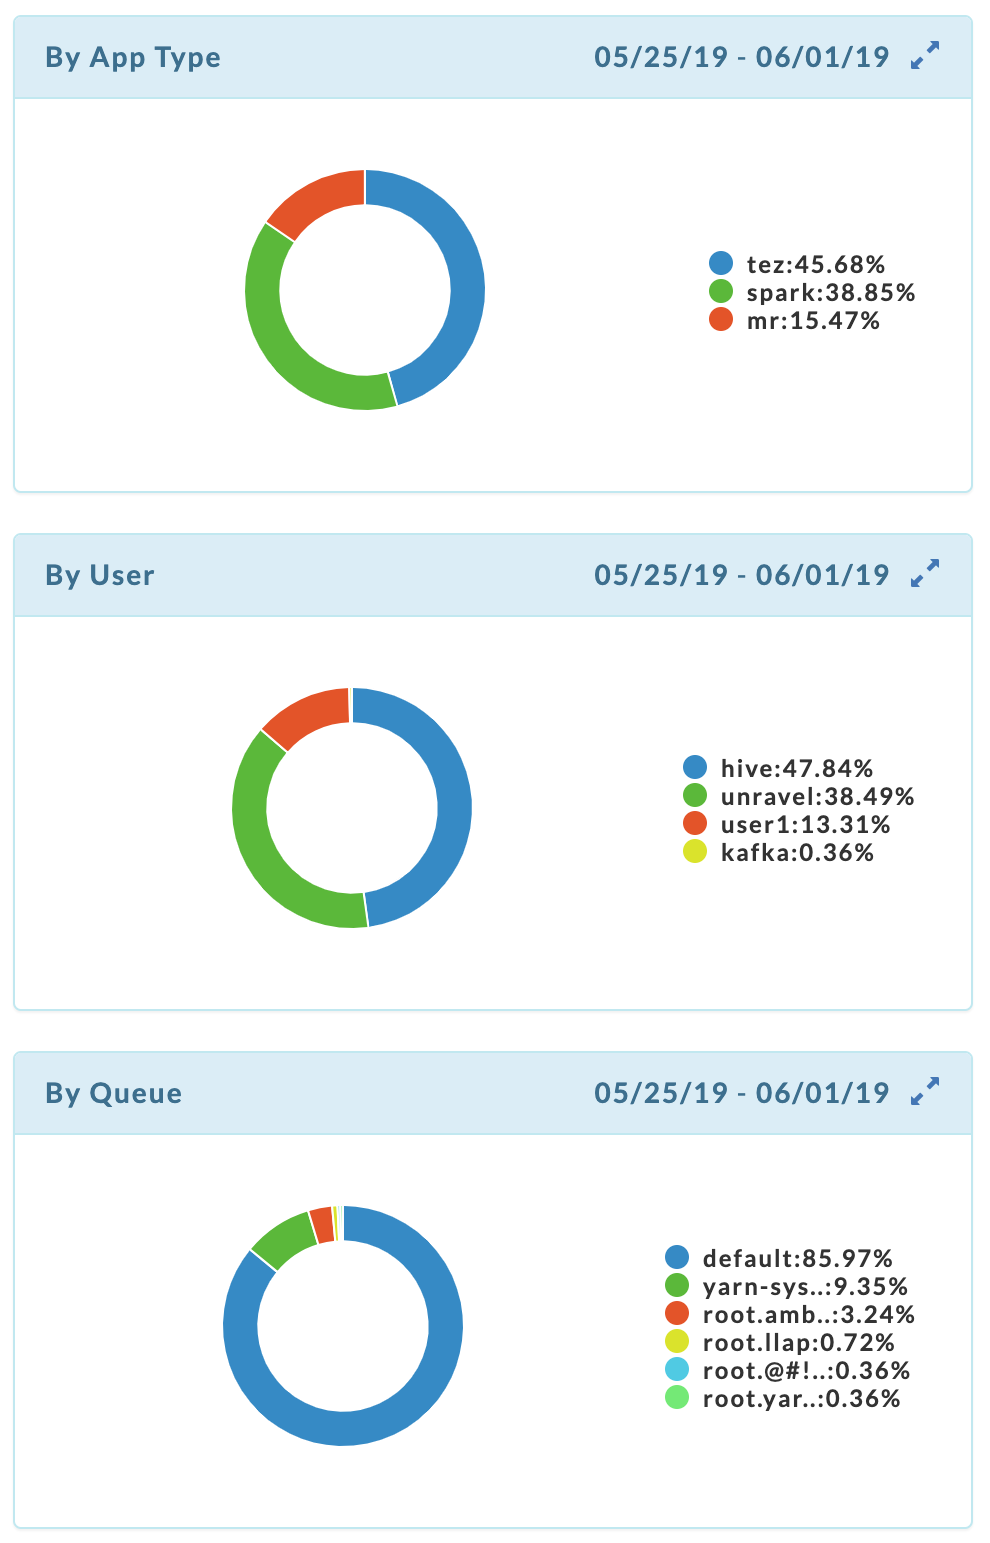 By App Type 05/25/19 - 06/01/19
tez:45.68%
spark:38.85%
mr:15.47%
By User 05/25/19 - 06/01/19
hive:47.84%
unravel:38.49%
user1:13.31%
kafka:0.36%
By Queue 05/25/19 - 06/01/19
default:85.97%
yarn-sys..:9.35%
root.amb..:3.24%
root.llap:0.72%
root.@#!..:0.36%
root.yar..:0.36%